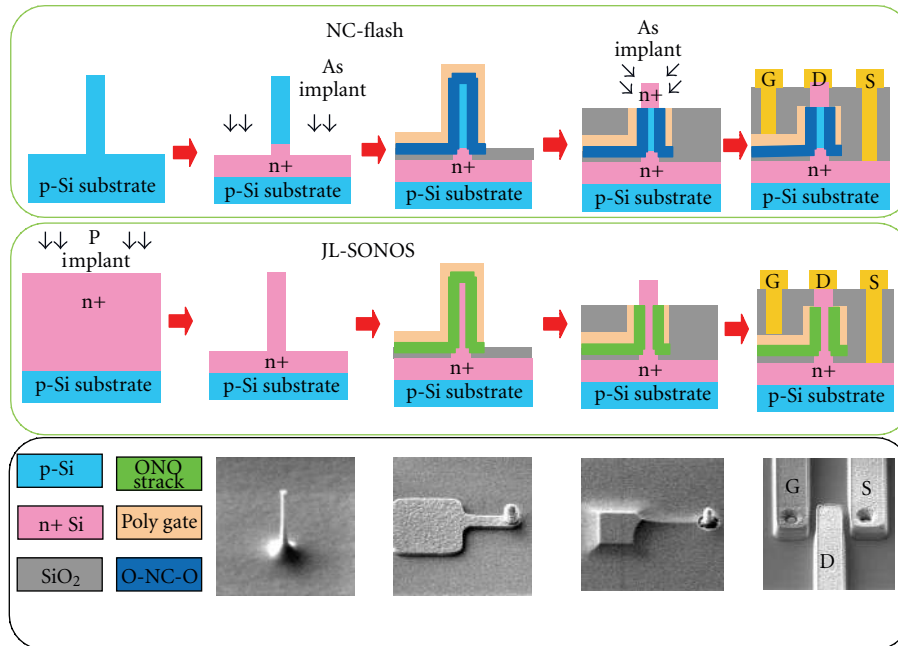 NC-flash
p-Si substrate
As
implant
n+
p-Si substrate
n+
p-Si substrate
As
implant
n+
n+
p-Si substrate
G D S
n+
p-Si substrate
JL-SONOS
P
implant
n+
p-Si substrate
n+
p-Si substrate
n+
p-Si substrate
n+
p-Si substrate
G D S
n+
p-Si substrate
p-Si
ONO
strack
n+ Si
Poly gate
SiO₂
O-NC-O
G
S
D